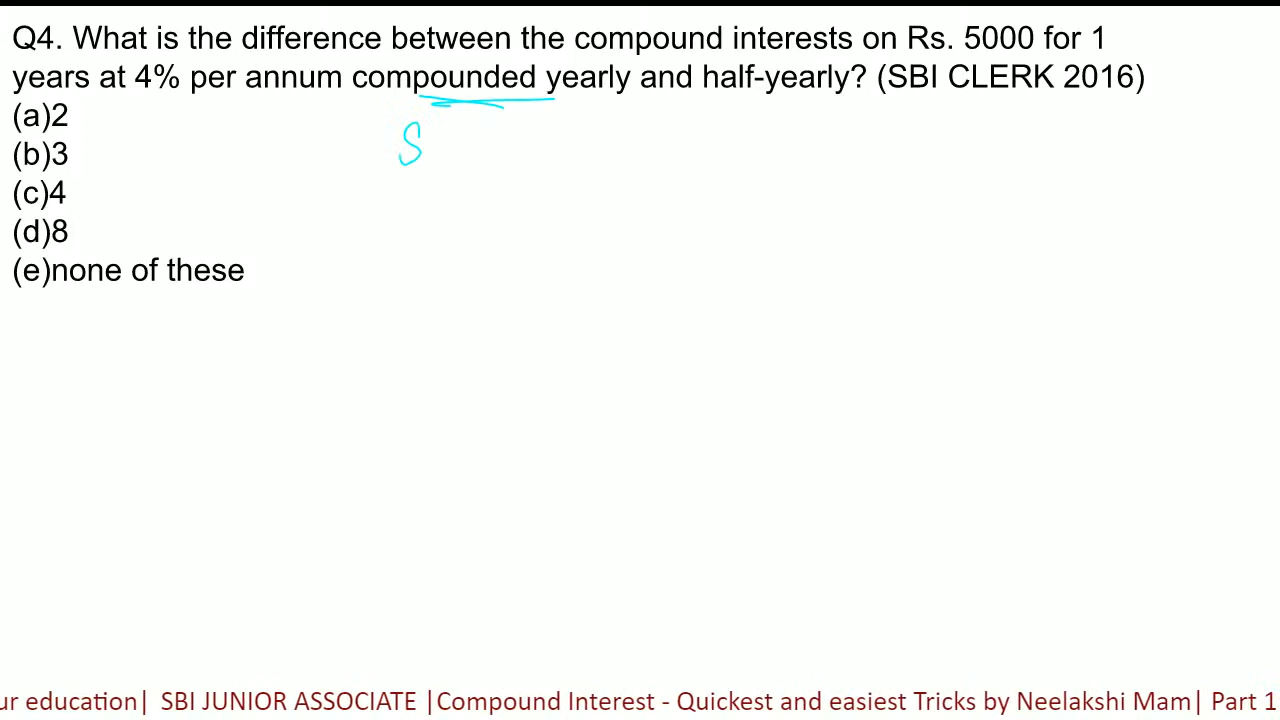 Q4. What is the difference between the compound interests on Rs. 5000 for 1
years at 4% per annum compounded yearly and half-yearly? (SBI CLERK 2016)
(a)2
S
(b)3
(c)4
(d)8
(e)none of these
ur education| SBI JUNIOR ASSOCIATE |Compound Interest - Quickest and easiest Tricks by Neelakshi Mam| Part 1